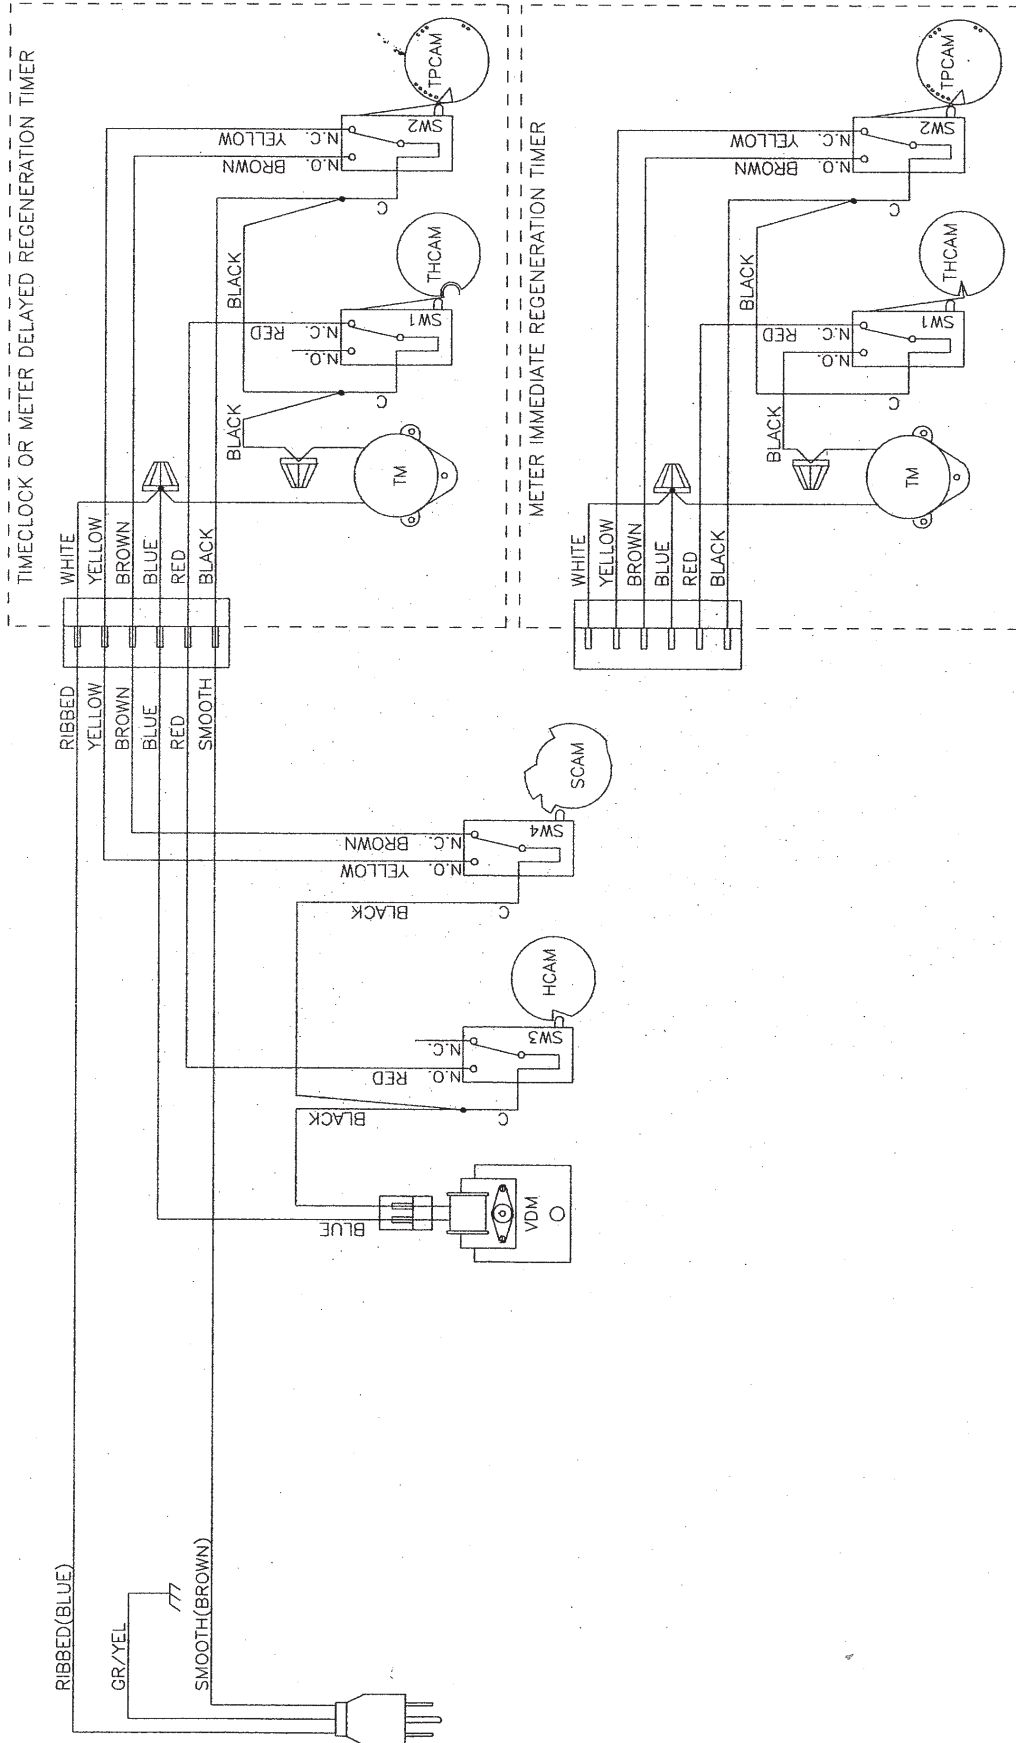 TIMECLOCK OR METER DELAYED REGENERATION TIMER
WHITE
YELLOW
BROWN
BLUE
RED
BLACK
BLACK
BLACK
TM
C
N.O.
N.C.
RED
SW1
THCAM
C
BROWN
YELLOW
N.O.
N.C.
SW2
TPCAM
METER IMMEDIATE REGENERATION TIMER
WHITE
YELLOW
BROWN
BLUE
RED
BLACK
BLACK
BLACK
TM
C
N.O.
N.C.
RED
SW1
THCAM
C
BROWN
YELLOW
N.O.
N.C.
SW2
TPCAM
RIBBED
YELLOW
BROWN
BLUE
RED
SMOOTH
BROWN
YELLOW
N.C.
N.O.
SW4
SCAM
BLACK
C
N.C.
N.O.
RED
SW3
HCAM
BLACK
C
BLUE
VDM
RIBBED(BLUE)
GR/YEL
SMOOTH(BROWN)